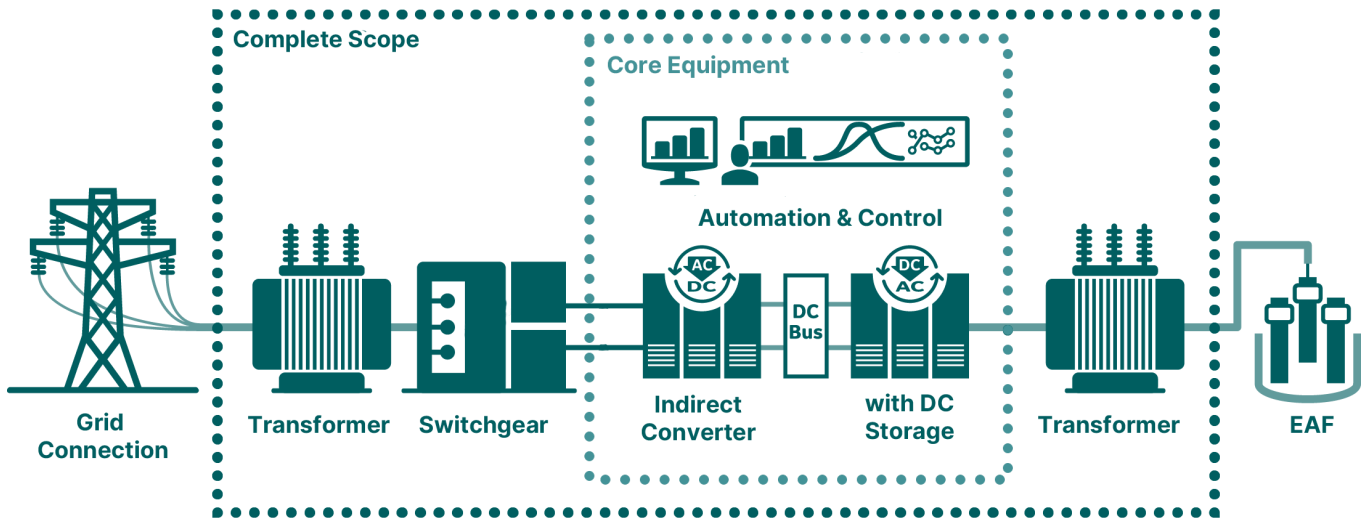 Complete Scope
Core Equipment
Automation & Control
AC
DC
DC
AC
DC
Bus
Grid
Connection
Transformer
Switchgear
Indirect
Converter
with DC
Storage
Transformer
EAF